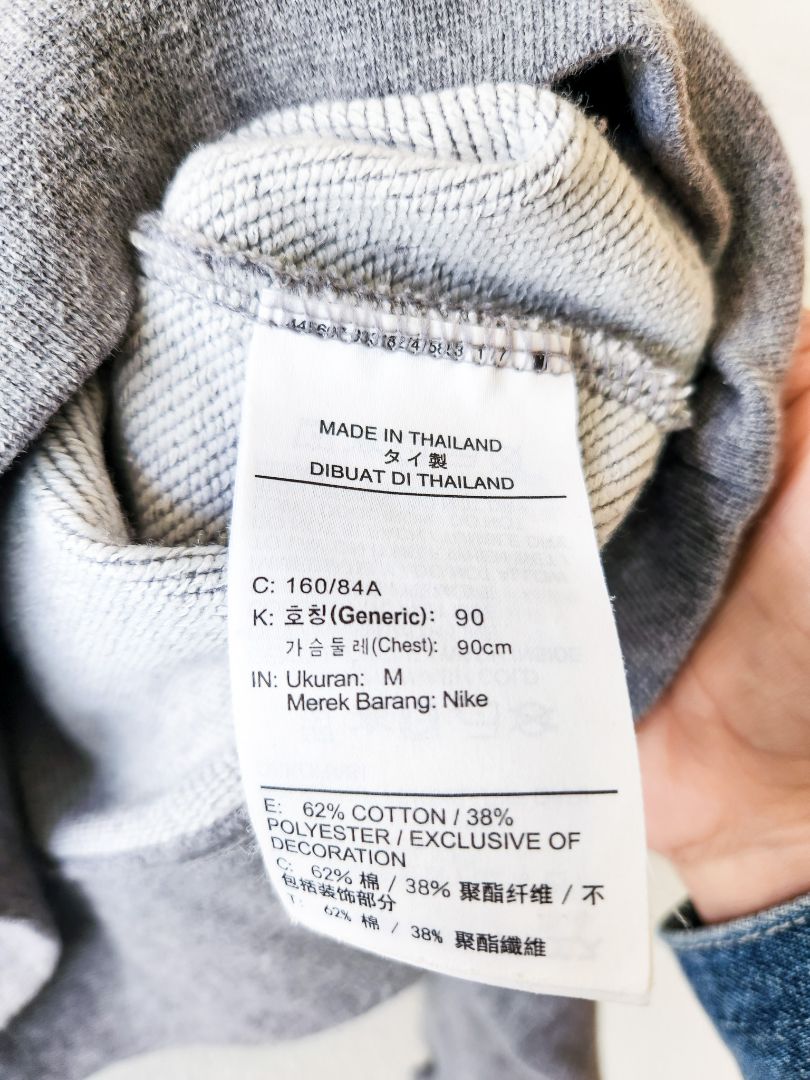 MADE IN THAILAND
タイ製
DIBUAT DI THAILAND
C: 160/84A
K: 호칭(Generic): 90
가슴둘레(Chest): 90cm
IN: Ukuran: M
Merek Barang: Nike
E: 62% COTTON / 38%
POLYESTER / EXCLUSIVE OF
DECORATION
C: 62% 棉 / 38% 聚酯纤维 / 不
包括装饰部分
T: 62% 棉 / 38% 聚酯纖維